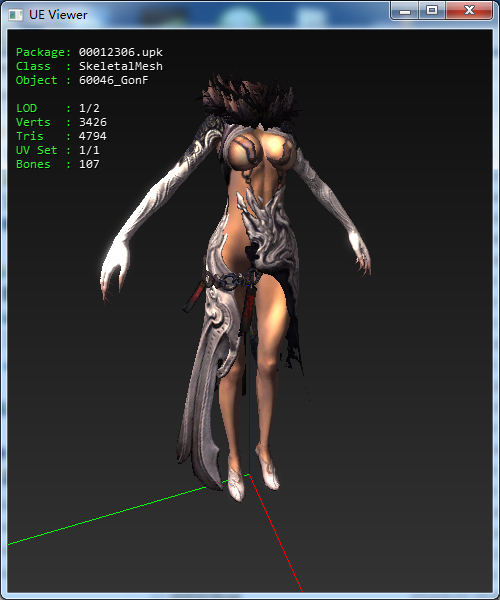 UE Viewer
Package: 00012306.upk
Class : SkeletalMesh
Object : 60046_GonF
LOD : 1/2
Verts : 3426
Tris : 4794
UV Set : 1/1
Bones : 107